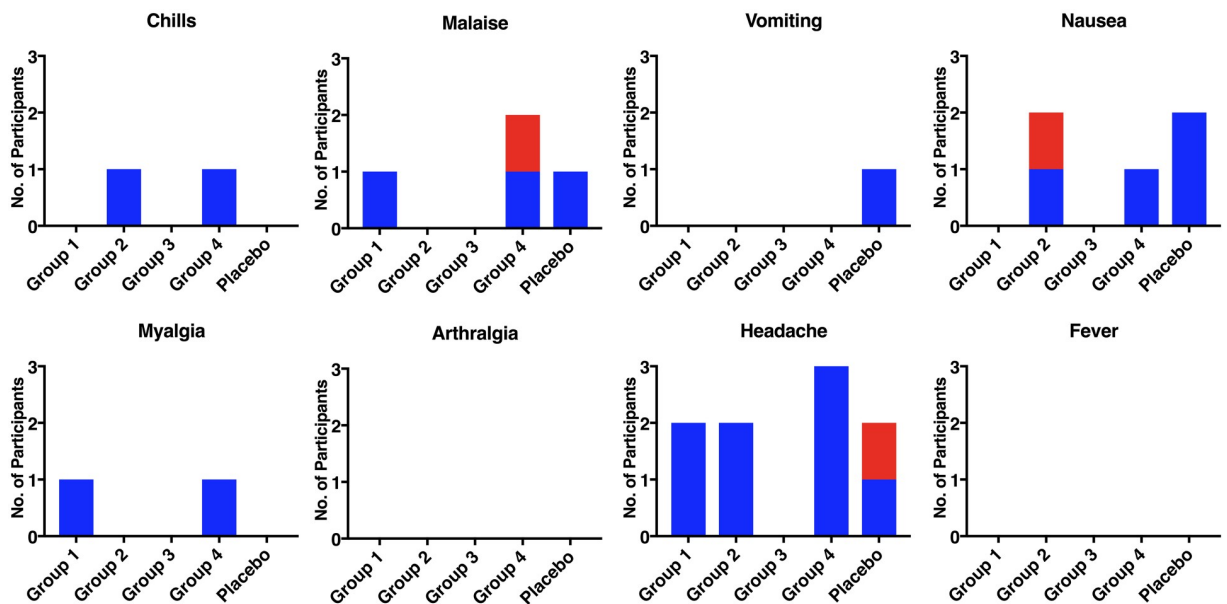 Chills
No. of Participants
3
2
1
0
Group 1
Group 2
Group 3
Group 4
Placebo
Malaise
No. of Participants
3
2
1
0
Group 1
Group 2
Group 3
Group 4
Placebo
Vomiting
No. of Participants
3
2
1
0
Group 1
Group 2
Group 3
Group 4
Placebo
Nausea
No. of Participants
3
2
1
0
Group 1
Group 2
Group 3
Group 4
Placebo
Myalgia
No. of Participants
3
2
1
0
Group 1
Group 2
Group 3
Group 4
Placebo
Arthralgia
No. of Participants
3
2
1
0
Group 1
Group 2
Group 3
Group 4
Placebo
Headache
No. of Participants
3
2
1
0
Group 1
Group 2
Group 3
Group 4
Placebo
Fever
No. of Participants
3
2
1
0
Group 1
Group 2
Group 3
Group 4
Placebo